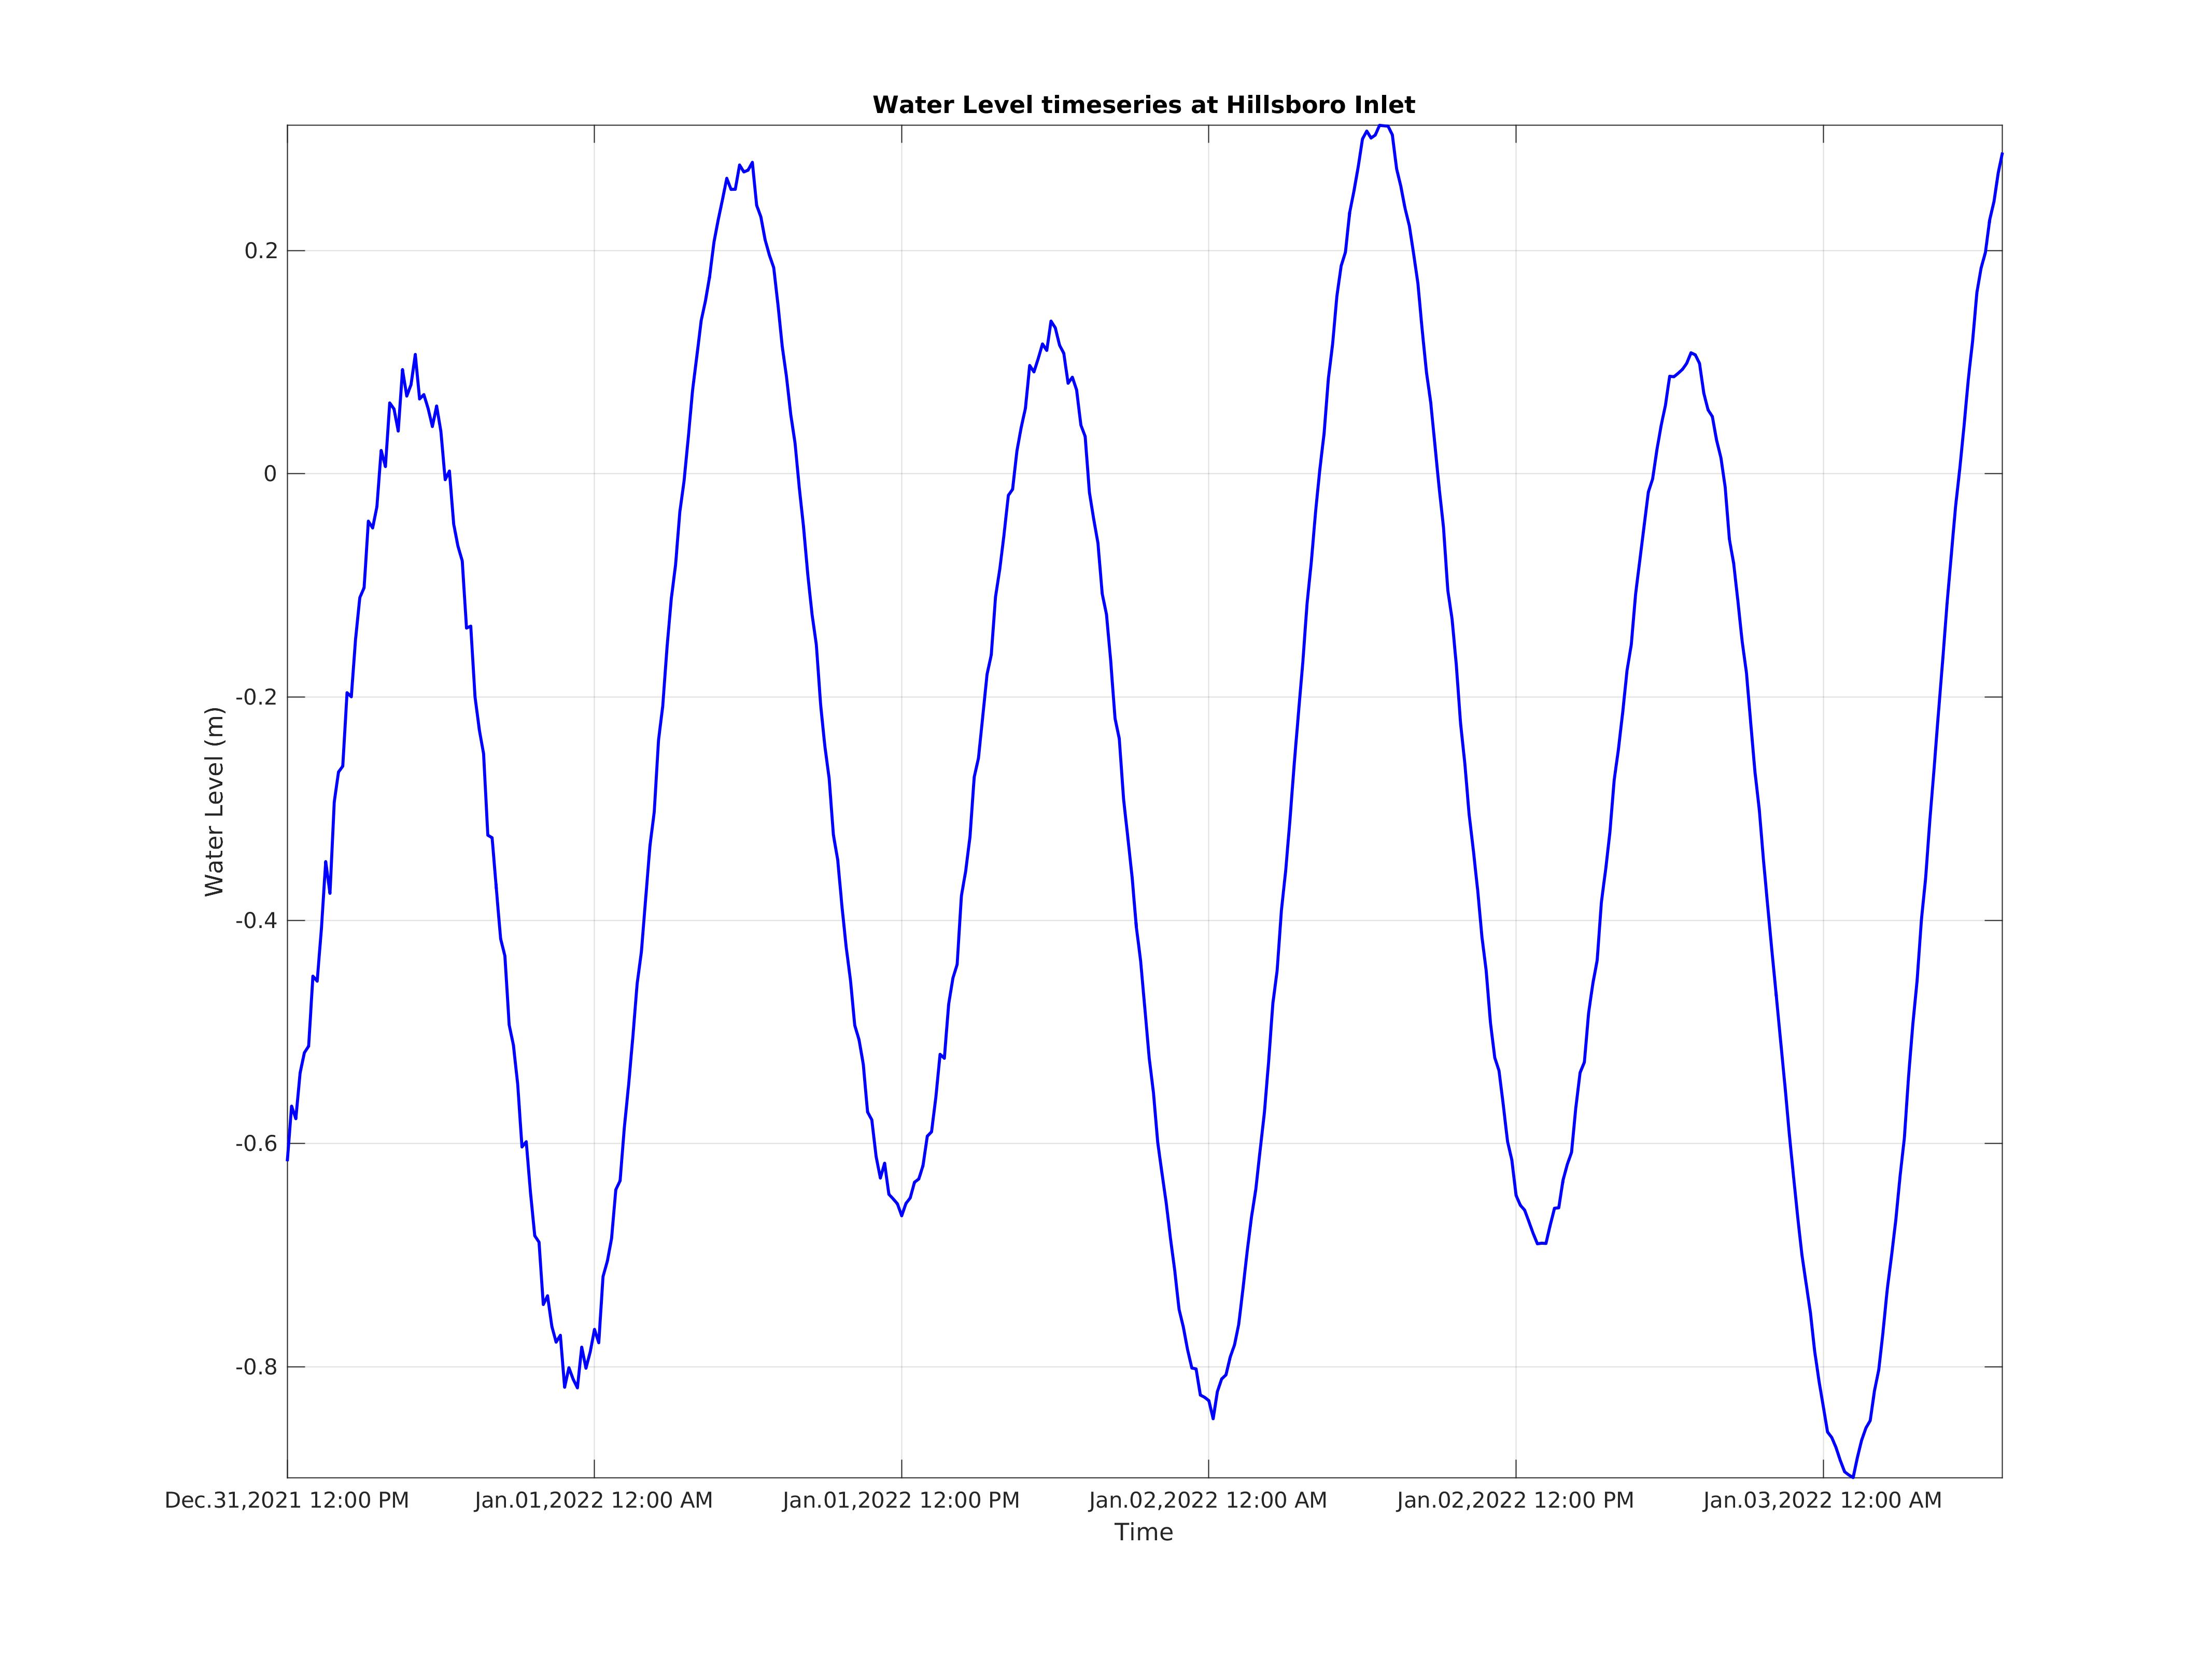 Water Level timeseries at Hillsboro Inlet
0.2
0
-0.2
-0.4
-0.6
-0.8
Water Level (m)
Dec.31,2021 12:00 PM
Jan.01,2022 12:00 AM
Jan.01,2022 12:00 PM
Jan.02,2022 12:00 AM
Jan.02,2022 12:00 PM
Jan.03,2022 12:00 AM
Time